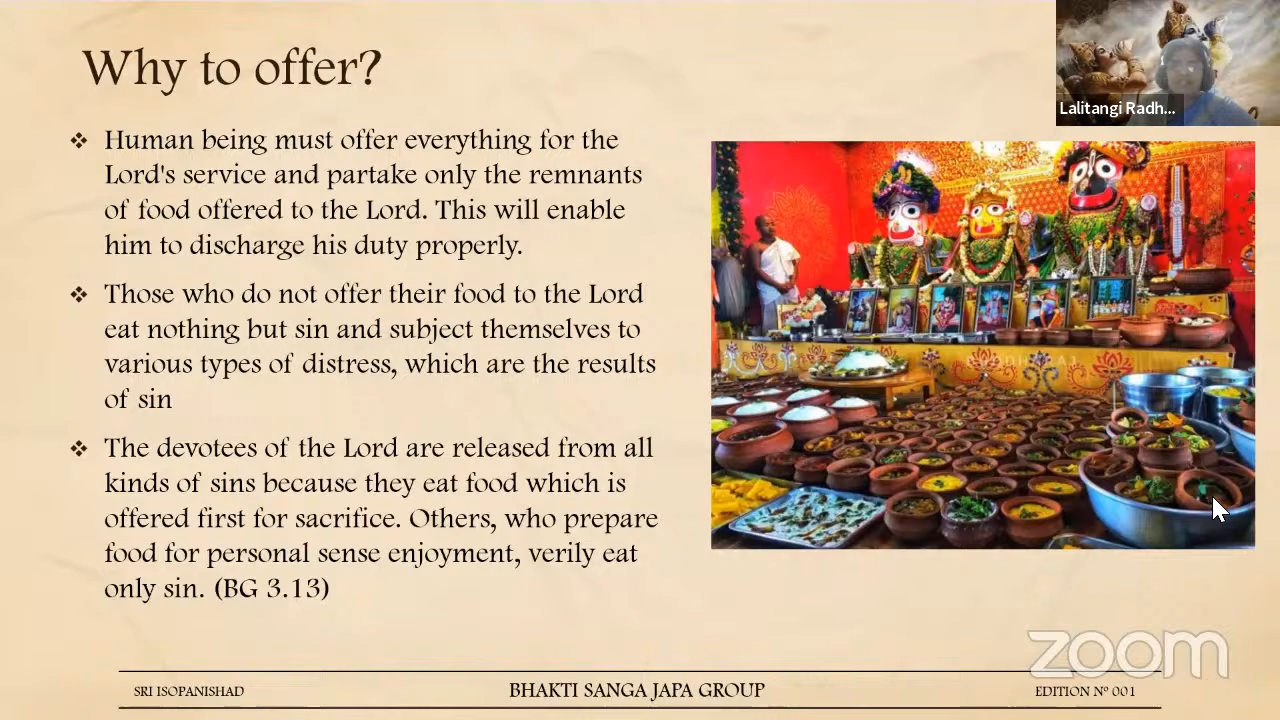 Why to offer?
Lalitangi Radh...
❖ Human being must offer everything for the
Lord's service and partake only the remnants
of food offered to the Lord. This will enable
him to discharge his duty properly.
❖ Those who do not offer their food to the Lord
eat nothing but sin and subject themselves to
various types of distress, which are the results
of sin
❖ The devotees of the Lord are released from all
kinds of sins because they eat food which is
offered first for sacrifice. Others, who prepare
food for personal sense enjoyment, verily eat
only sin. (BG 3.13)
zoom
SRI ISOPANISHAD
BHAKTI SANGA JAPA GROUP
EDITION Nº 001